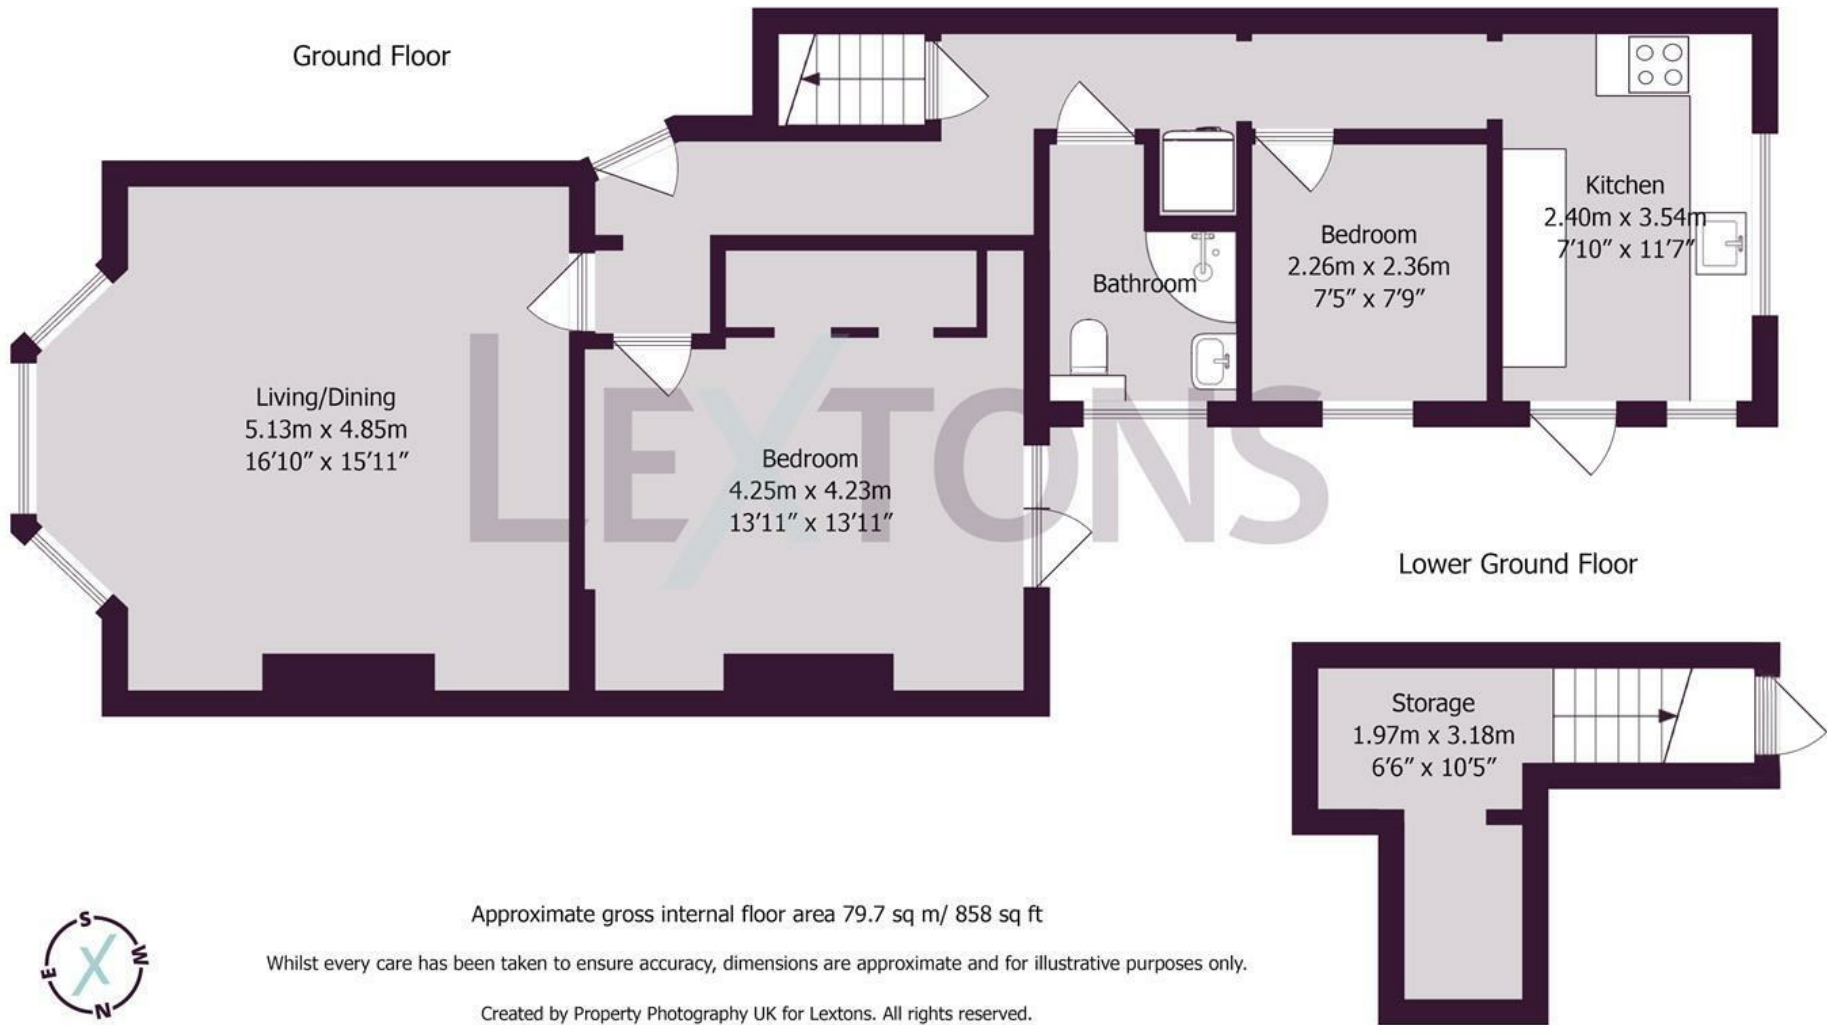 Ground Floor
Living/Dining
5.13m x 4.85m
16'10" x 15'11"
Bedroom
4.25m x 4.23m
13'11" x 13'11"
Bathroom
Bedroom
2.26m x 2.36m
7'5" x 7'9"
Kitchen
2.40m x 3.54m
7'10" x 11'7"
LEXTONS
Lower Ground Floor
Storage
1.97m x 3.18m
6'6" x 10'5"
S
W
E
N
X
Approximate gross internal floor area 79.7 sq m/ 858 sq ft
Whilst every care has been taken to ensure accuracy, dimensions are approximate and for illustrative purposes only.
Created by Property Photography UK for Lextons. All rights reserved.